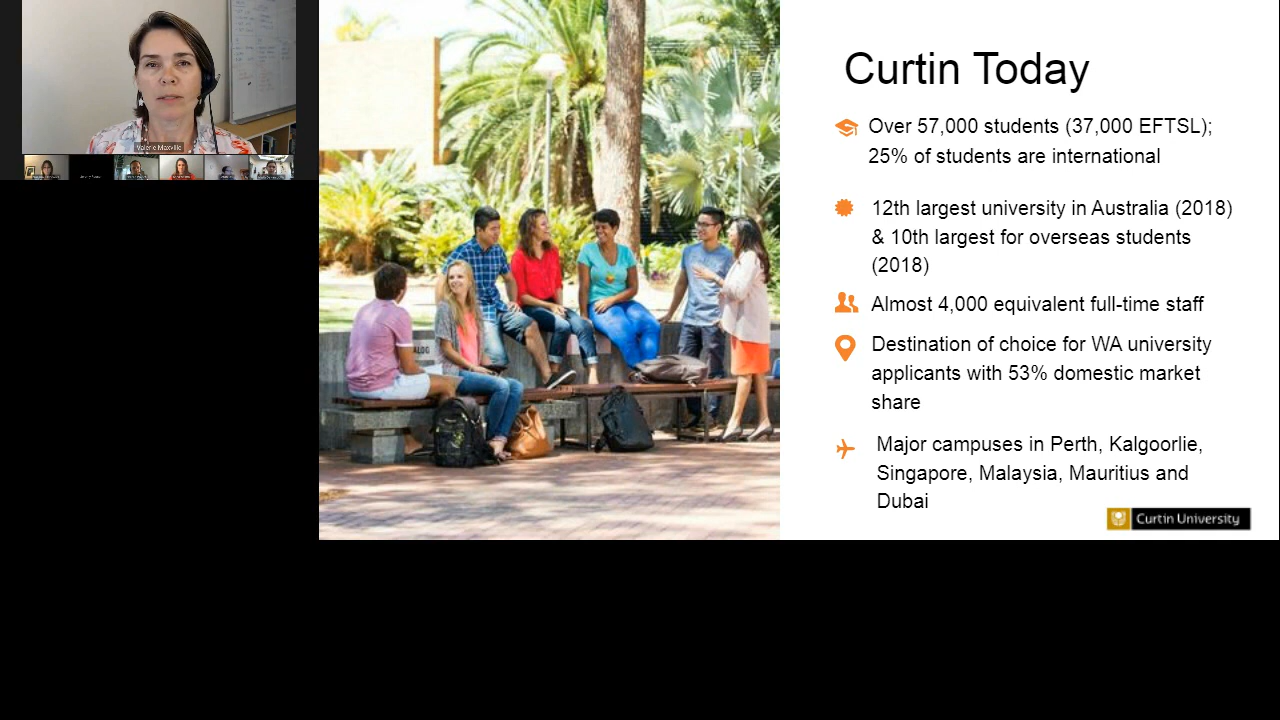 Valerie Maxville
Curtin Today
Over 57,000 students (37,000 EFTSL);
25% of students are international
12th largest university in Australia (2018)
& 10th largest for overseas students
(2018)
Almost 4,000 equivalent full-time staff
Destination of choice for WA university
applicants with 53% domestic market
share
Major campuses in Perth, Kalgoorlie,
Singapore, Malaysia, Mauritius and
Dubai
Curtin University